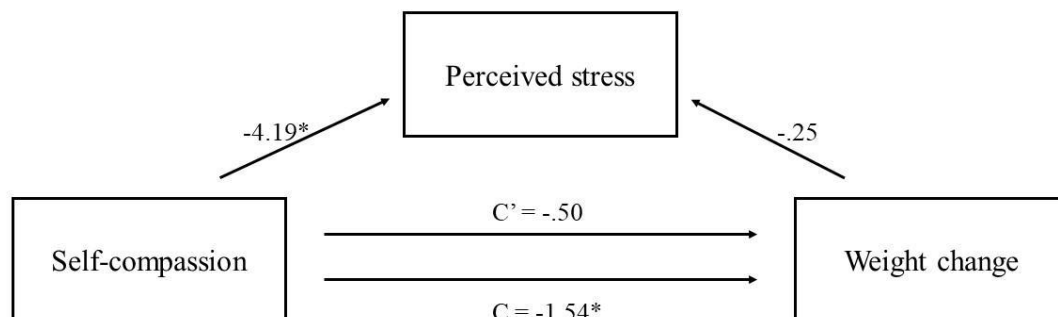 Perceived stress
-4.19*
-.25
C’ = -.50
Self-compassion
Weight change
C = -1.54*